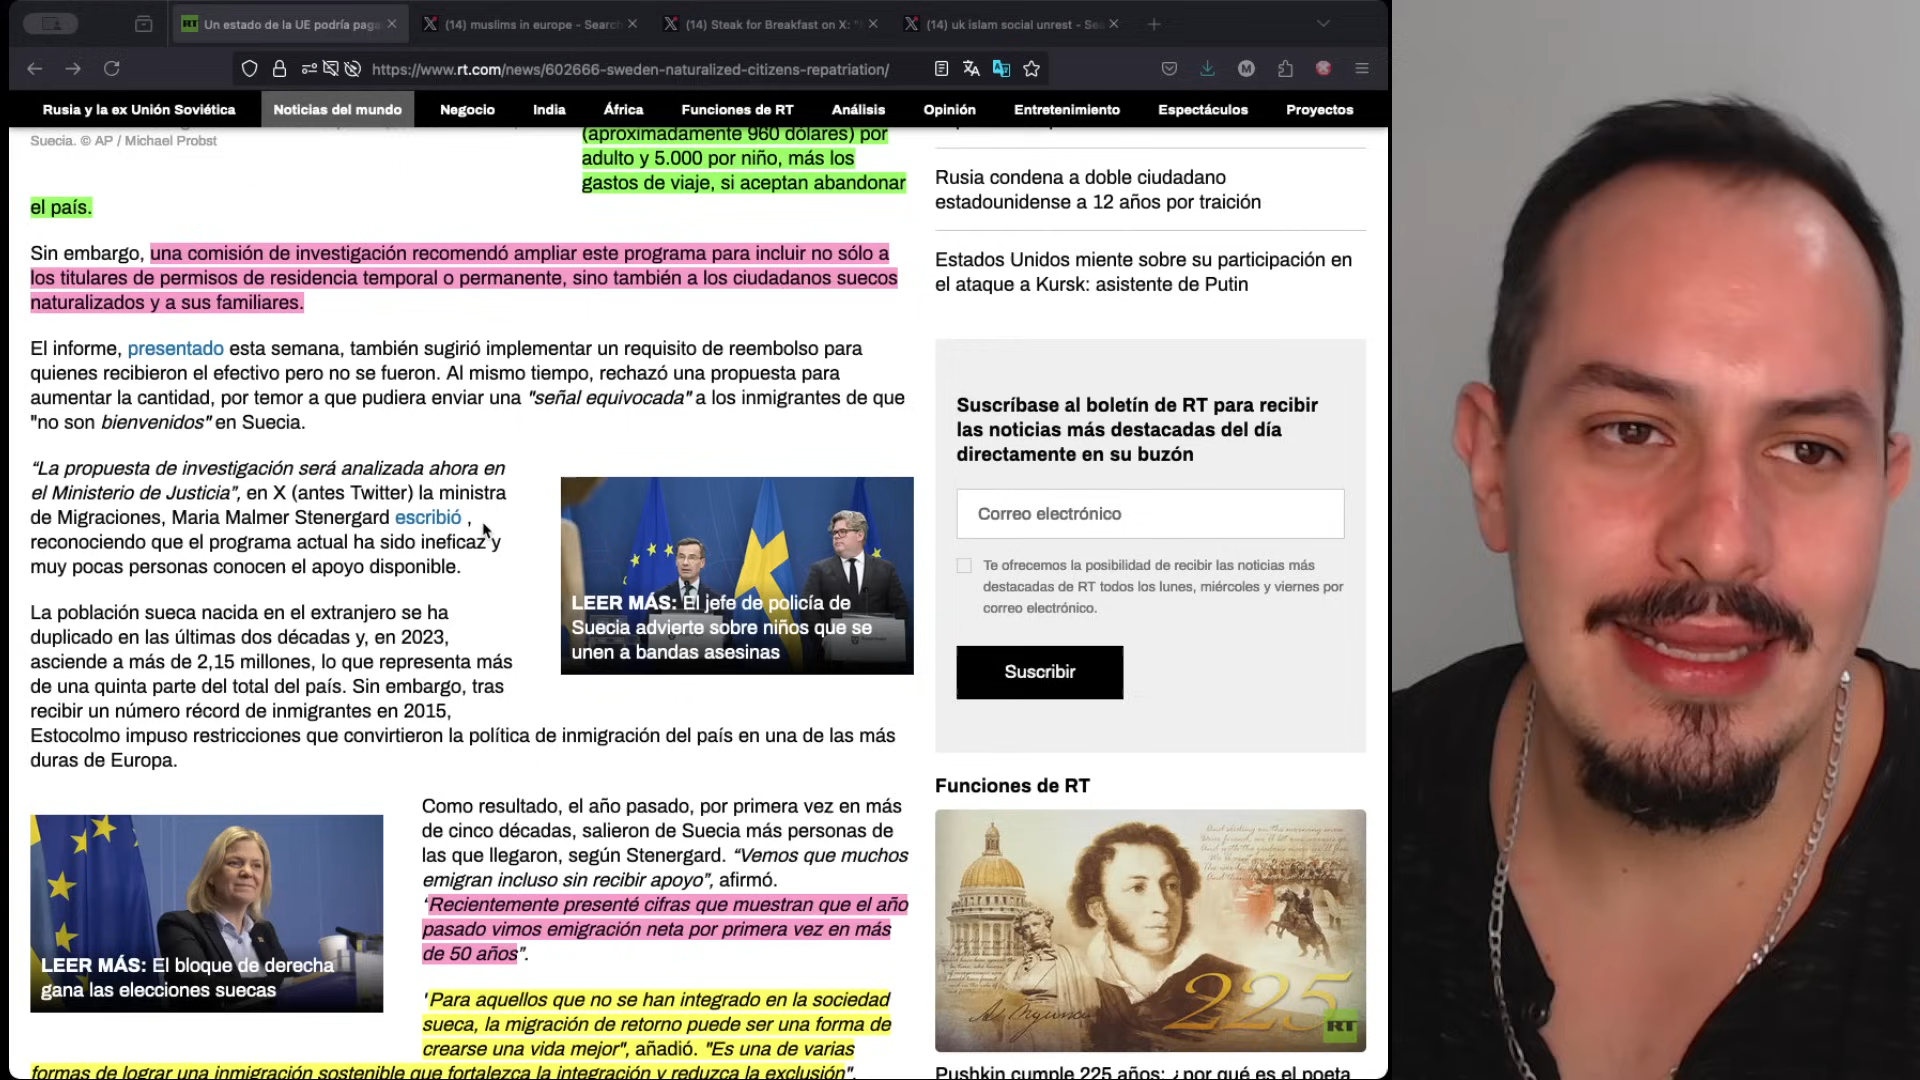 Un estado de la UE podría paga
(14) muslims in europe - Search
(14) Steak for Breakfast on X: "
(14) uk islam social unrest - Se
https://www.rt.com/news/602666-sweden-naturalized-citizens-repatriation/
Rusia y la ex Unión Soviética
Noticias del mundo
Negocio
India
África
Funciones de RT
Análisis
Opinión
Entretenimiento
Espectáculos
Proyectos
Suecia. © AP / Michael Probst
(aproximadamente 960 dólares) por
adulto y 5.000 por niño, más los
gastos de viaje, si aceptan abandonar
el país.
Sin embargo, una comisión de investigación recomendó ampliar este programa para incluir no sólo a
los titulares de permisos de residencia temporal o permanente, sino también a los ciudadanos suecos
naturalizados y a sus familiares.
El informe, presentado esta semana, también sugirió implementar un requisito de reembolso para
quienes recibieron el efectivo pero no se fueron. Al mismo tiempo, rechazó una propuesta para
aumentar la cantidad, por temor a que pudiera enviar una "señal equivocada" a los inmigrantes de que
"no son bienvenidos" en Suecia.
“La propuesta de investigación será analizada ahora en
el Ministerio de Justicia”, en X (antes Twitter) la ministra
de Migraciones, Maria Malmer Stenergard escribió ,
reconociendo que el programa actual ha sido ineficaz y
muy pocas personas conocen el apoyo disponible.
LEER MÁS: El jefe de policía de
Suecia advierte sobre niños que se
unen a bandas asesinas
La población sueca nacida en el extranjero se ha
duplicado en las últimas dos décadas y, en 2023,
asciende a más de 2,15 millones, lo que representa más
de una quinta parte del total del país. Sin embargo, tras
recibir un número récord de inmigrantes en 2015,
Estocolmo impuso restricciones que convirtieron la política de inmigración del país en una de las más
duras de Europa.
LEER MÁS: El bloque de derecha
gana las elecciones suecas
Como resultado, el año pasado, por primera vez en más
de cinco décadas, salieron de Suecia más personas de
las que llegaron, según Stenergard. “Vemos que muchos
emigran incluso sin recibir apoyo”, afirmó.
‘Recientemente presenté cifras que muestran que el año
pasado vimos emigración neta por primera vez en más
de 50 años”.
'Para aquellos que no se han integrado en la sociedad
sueca, la migración de retorno puede ser una forma de
crearse una vida mejor", añadió. "Es una de varias
formas de lograr una inmigración sostenible que fortalezca la integración y reduzca la exclusión".
Rusia condena a doble ciudadano
estadounidense a 12 años por traición
Estados Unidos miente sobre su participación en
el ataque a Kursk: asistente de Putin
Suscríbase al boletín de RT para recibir
las noticias más destacadas del día
directamente en su buzón
Correo electrónico
Te ofrecemos la posibilidad de recibir las noticias más
destacadas de RT todos los lunes, miércoles y viernes por
correo electrónico.
Suscribir
Funciones de RT
225
RT
Pushkin cumple 225 años: ¿por qué es el poeta